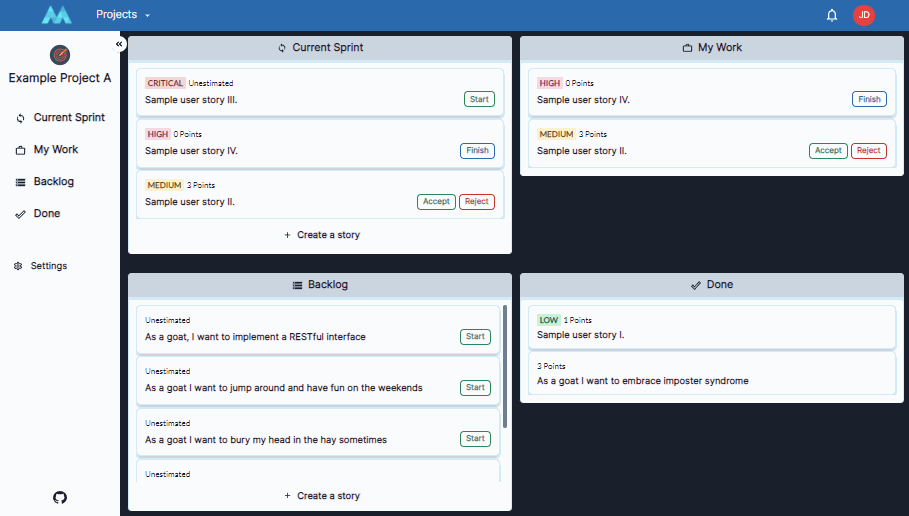 Projects
JD
Example Project A
Current Sprint
My Work
Backlog
Done
Settings
Current Sprint
CRITICAL Unestimated
Sample user story III.
Start
HIGH 0 Points
Sample user story IV.
Finish
MEDIUM 3 Points
Sample user story II.
Accept Reject
+ Create a story
My Work
HIGH 0 Points
Sample user story IV.
Finish
MEDIUM 3 Points
Sample user story II.
Accept Reject
Backlog
Unestimated
As a goat, I want to implement a RESTful interface
Start
Unestimated
As a goat I want to jump around and have fun on the weekends
Start
Unestimated
As a goat I want to bury my head in the hay sometimes
Start
Unestimated
+ Create a story
Done
LOW 1 Points
Sample user story I.
3 Points
As a goat I want to embrace imposter syndrome